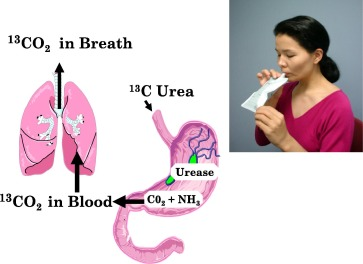 ¹³CO₂ in Breath
¹³C Urea
Urease
C0₂ + NH₃
¹³CO₂ in Blood